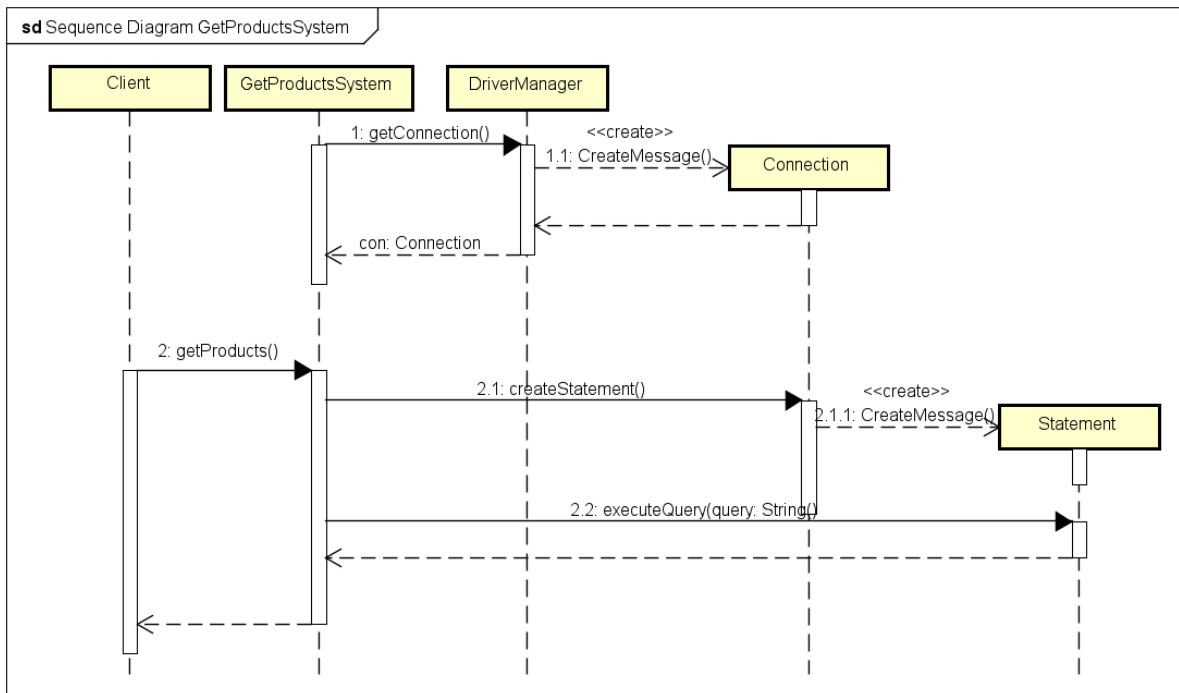 sd Sequence Diagram GetProductsSystem
Client
GetProductsSystem
DriverManager
1: getConnection()
<<create>>
1.1: CreateMessage()
Connection
con: Connection
2: getProducts()
2.1: createStatement()
<<create>>
2.1.1: CreateMessage()
Statement
2.2: executeQuery(query: String()